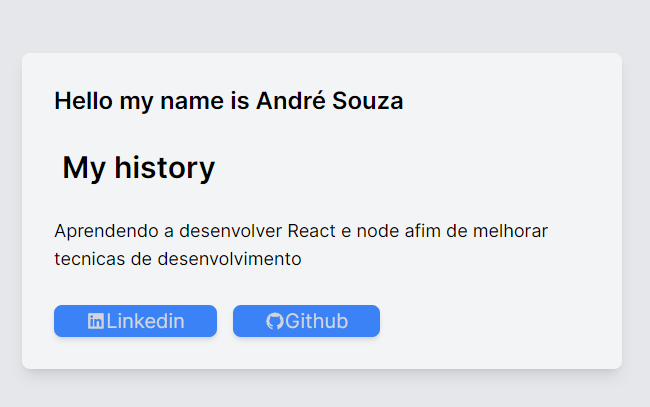 Hello my name is André Souza
My history
Aprendendo a desenvolver React e node afim de melhorar
tecnicas de desenvolvimento
Linkedin Github